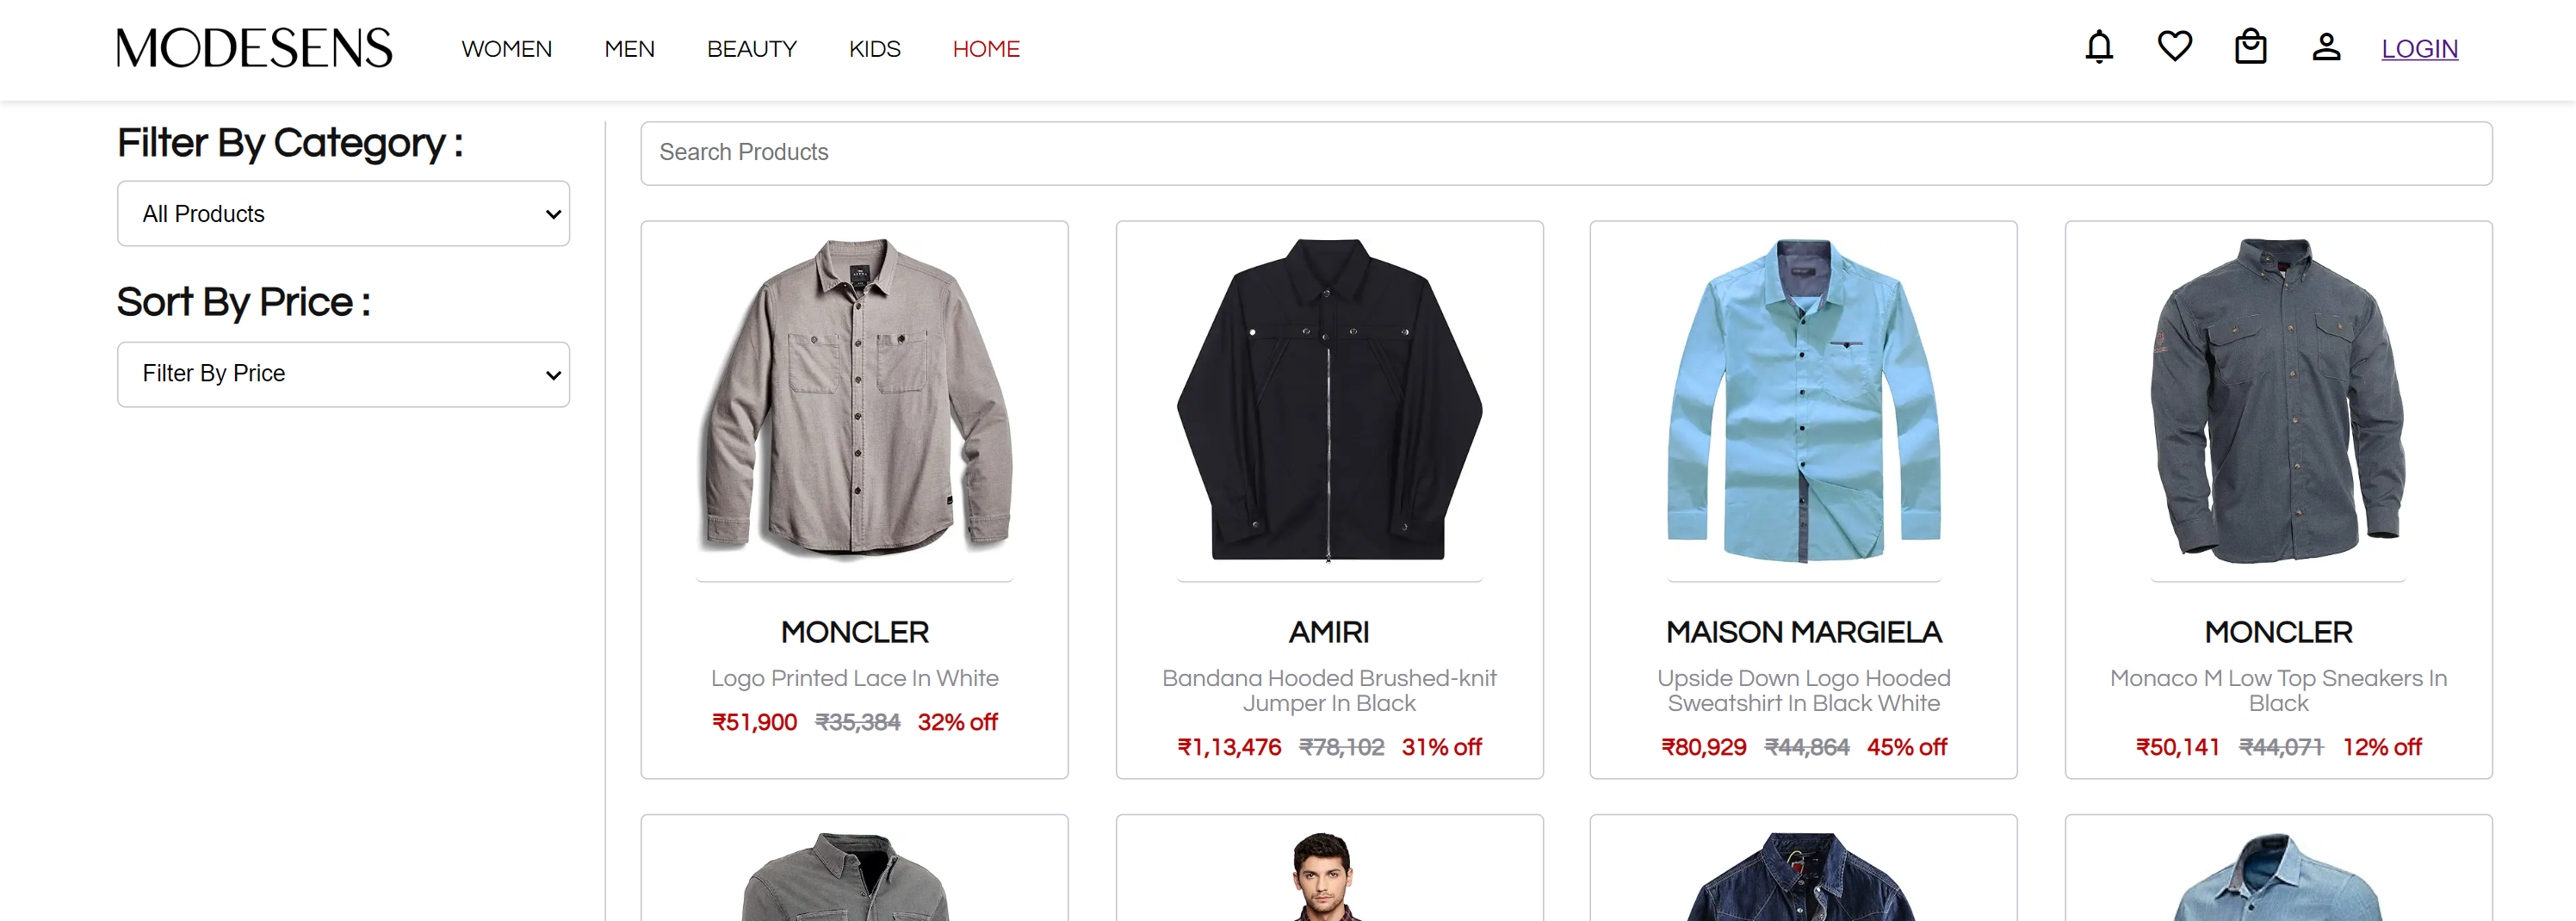 MODESENS
WOMEN MEN BEAUTY KIDS HOME
LOGIN
Filter By Category :
All Products
Sort By Price :
Filter By Price
Search Products
MONCLER
Logo Printed Lace In White
₹51,900 ₹35,384 32% off
AMIRI
Bandana Hooded Brushed-knit
Jumper In Black
₹1,13,476 ₹78,102 31% off
MAISON MARGIELA
Upside Down Logo Hooded
Sweatshirt In Black White
₹80,929 ₹44,864 45% off
MONCLER
Monaco M Low Top Sneakers In
Black
₹50,141 ₹44,071 12% off